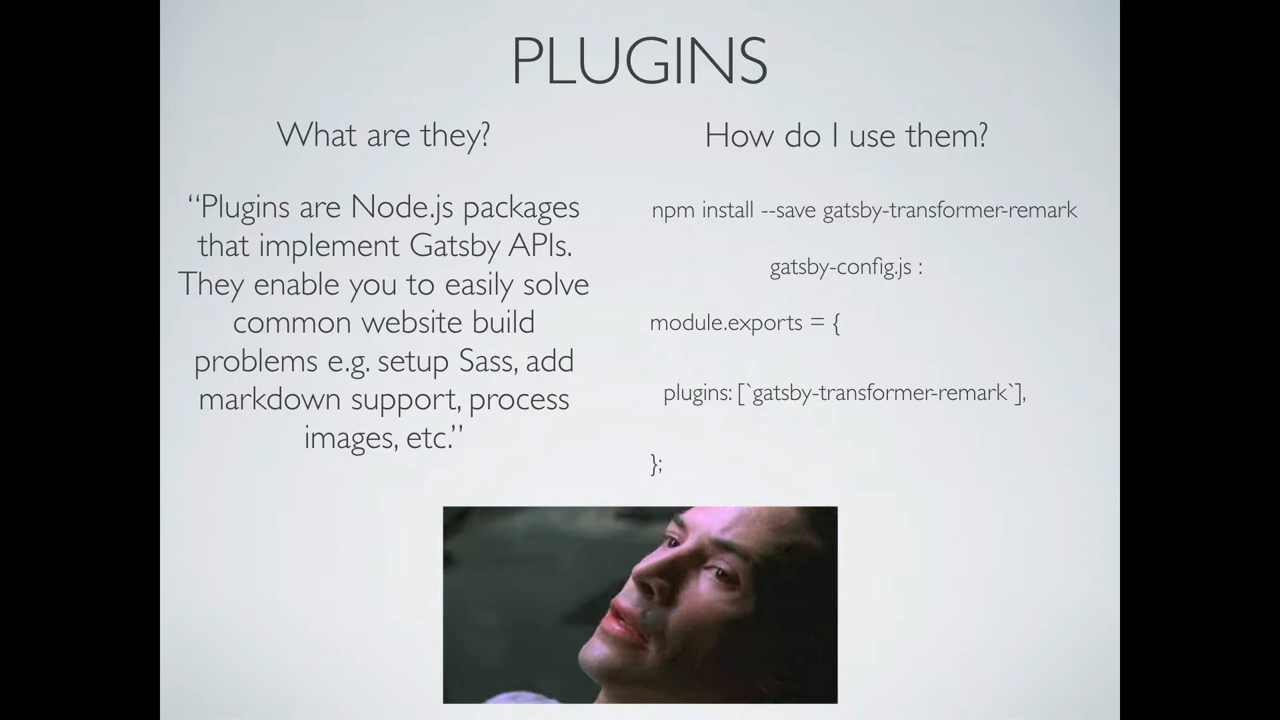 PLUGINS
What are they?
“Plugins are Node.js packages
that implement Gatsby APIs.
They enable you to easily solve
common website build
problems e.g. setup Sass, add
markdown support, process
images, etc.”
How do I use them?
npm install --save gatsby-transformer-remark
gatsby-config.js :
module.exports = {
plugins: [`gatsby-transformer-remark`],
};